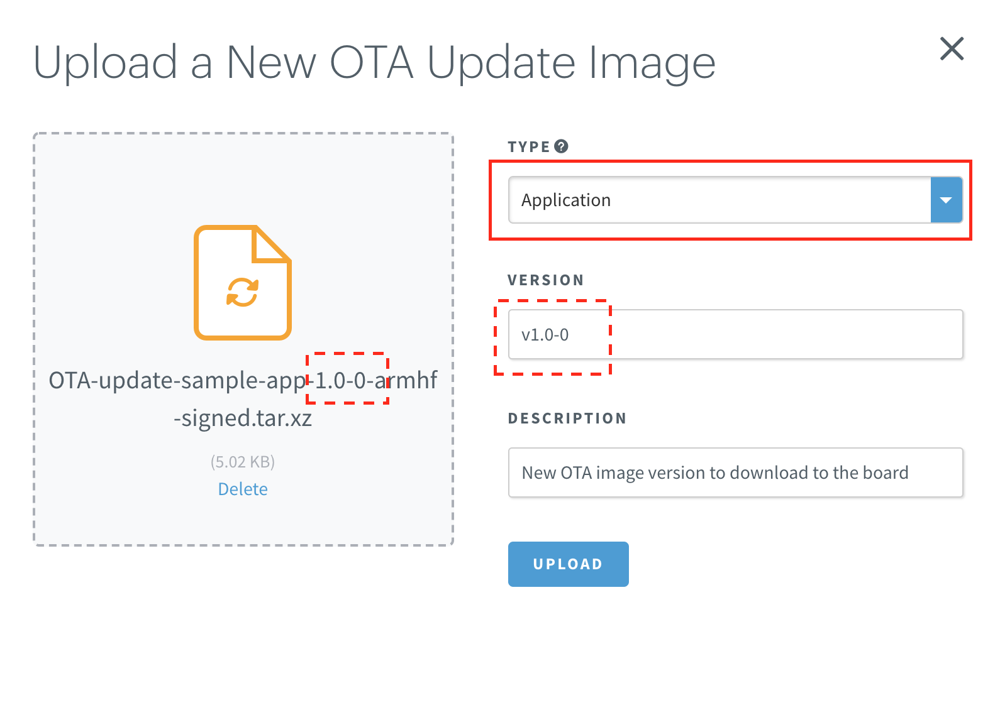 Upload a New OTA Update Image
OTA-update-sample-app-1.0-0-armhf
-signed.tar.xz
(5.02 KB)
Delete
TYPE
Application
VERSION
v1.0-0
DESCRIPTION
New OTA image version to download to the board
UPLOAD